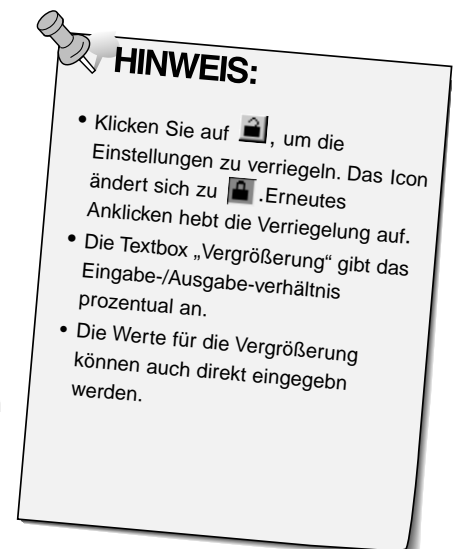 HINWEIS:
• Klicken Sie auf , um die
Einstellungen zu verriegeln. Das Icon
ändert sich zu .Erneutes
Anklicken hebt die Verriegelung auf.
• Die Textbox „Vergrößerung“ gibt das
Eingabe-/Ausgabe-verhältnis
prozentual an.
• Die Werte für die Vergrößerung
können auch direkt eingegebn
werden.